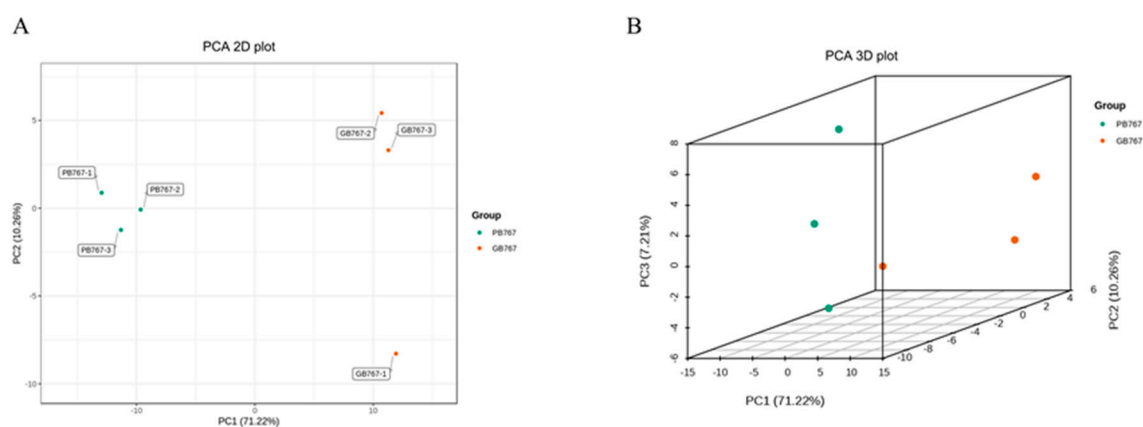 A
PCA 2D plot
5
0
-5
-10
-10
0
10
PC1 (71.22%)
PC2 (10.26%)
PB767-1
PB767-2
PB767-3
GB767-2
GB767-3
GB767-1
Group
PB767
GB767
B
PCA 3D plot
8
6
4
2
0
-2
-4
-6
PC3 (7.21%)
-15
-10
-5
0
5
10
15
PC1 (71.22%)
-10
-8
-6
-4
-2
0
2
4
6
PC2 (10.26%)
Group
PB767
GB767